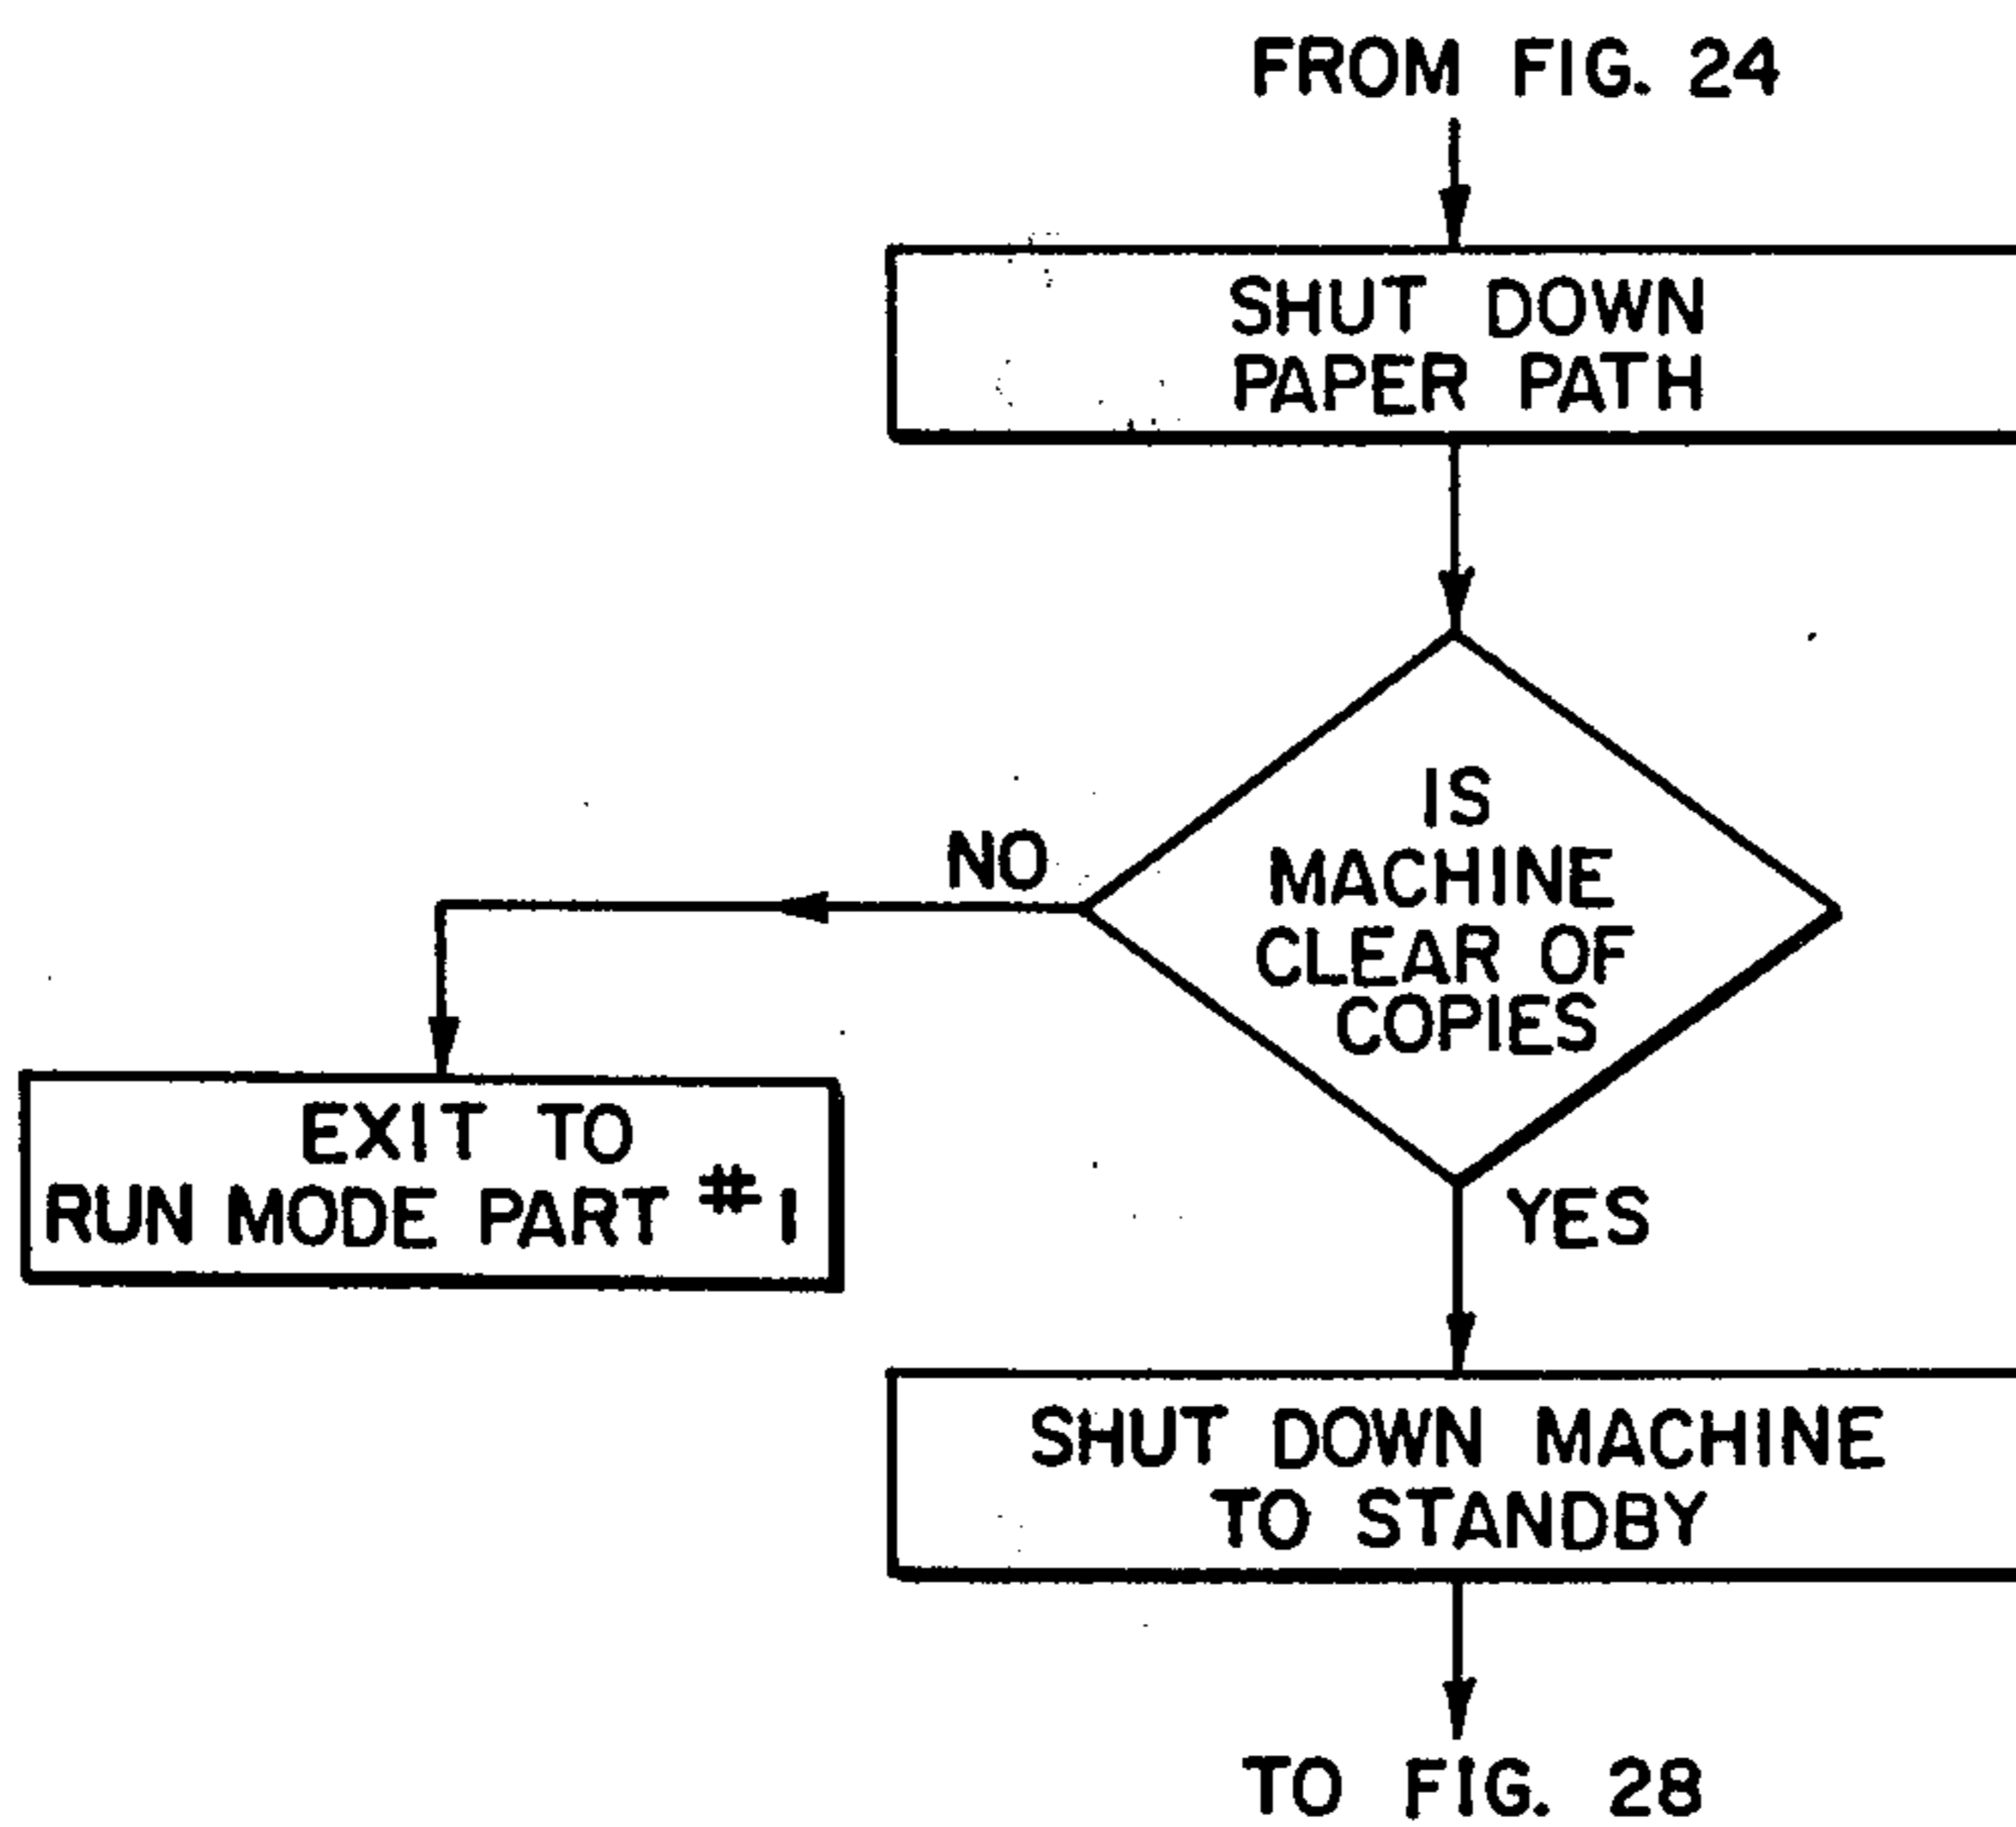 FROM FIG. 24
SHUT DOWN
PAPER PATH
IS
MACHINE
CLEAR OF
COPIES
NO
EXIT TO
RUN MODE PART #1
YES
SHUT DOWN MACHINE
TO STANDBY
TO FIG. 28